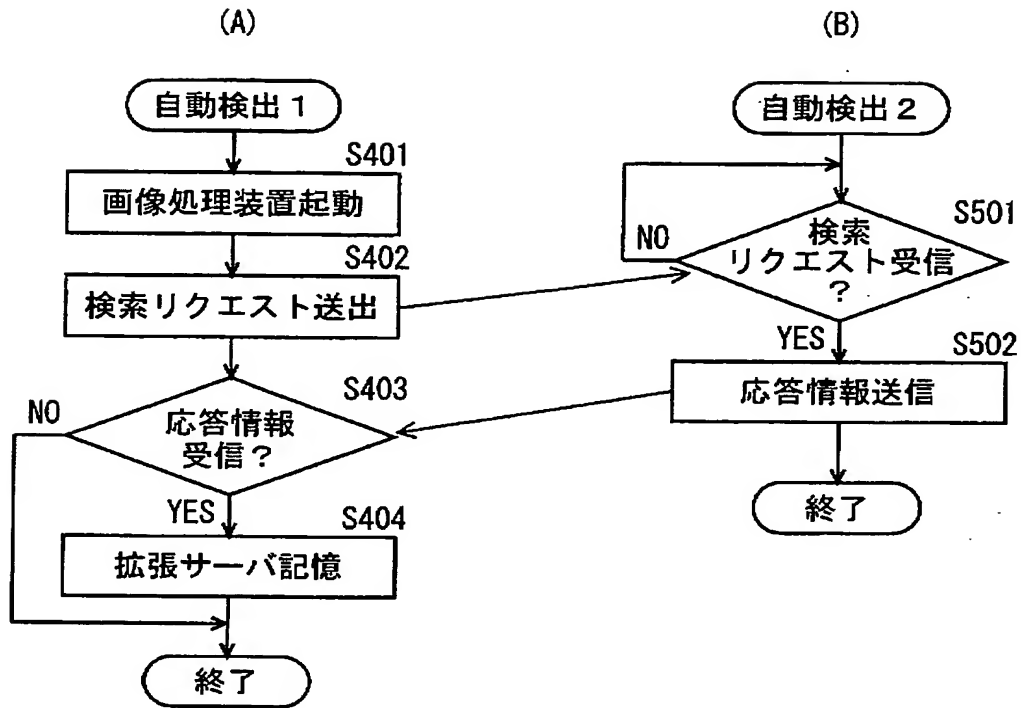 (A)
自動検出1
S401
画像処理装置起動
S402
検索リクエスト送出
S403
NO
応答情報
受信?
YES
S404
拡張サーバ記憶
終了
(B)
自動検出2
S501
NO
検索
リクエスト受信
?
YES
S502
応答情報送信
終了